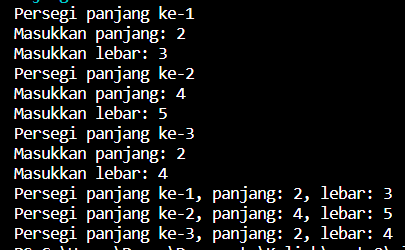 Persegi panjang ke-1
Masukkan panjang: 2
Masukkan lebar: 3
Persegi panjang ke-2
Masukkan panjang: 4
Masukkan lebar: 5
Persegi panjang ke-3
Masukkan panjang: 2
Masukkan lebar: 4
Persegi panjang ke-1, panjang: 2, lebar: 3
Persegi panjang ke-2, panjang: 4, lebar: 5
Persegi panjang ke-3, panjang: 2, lebar: 4